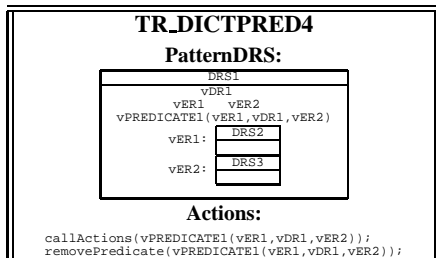 TR_DICTPRED4
PatternDRS:
DRS1
vDR1
vER1 vER2
vPREDICATE1(vER1,vDR1,vER2)
vER1: DRS2
vER2: DRS3
Actions:
callActions(vPREDICATE1(vER1,vDR1,vER2));
removePredicate(vPREDICATE1(vER1,vDR1,vER2));